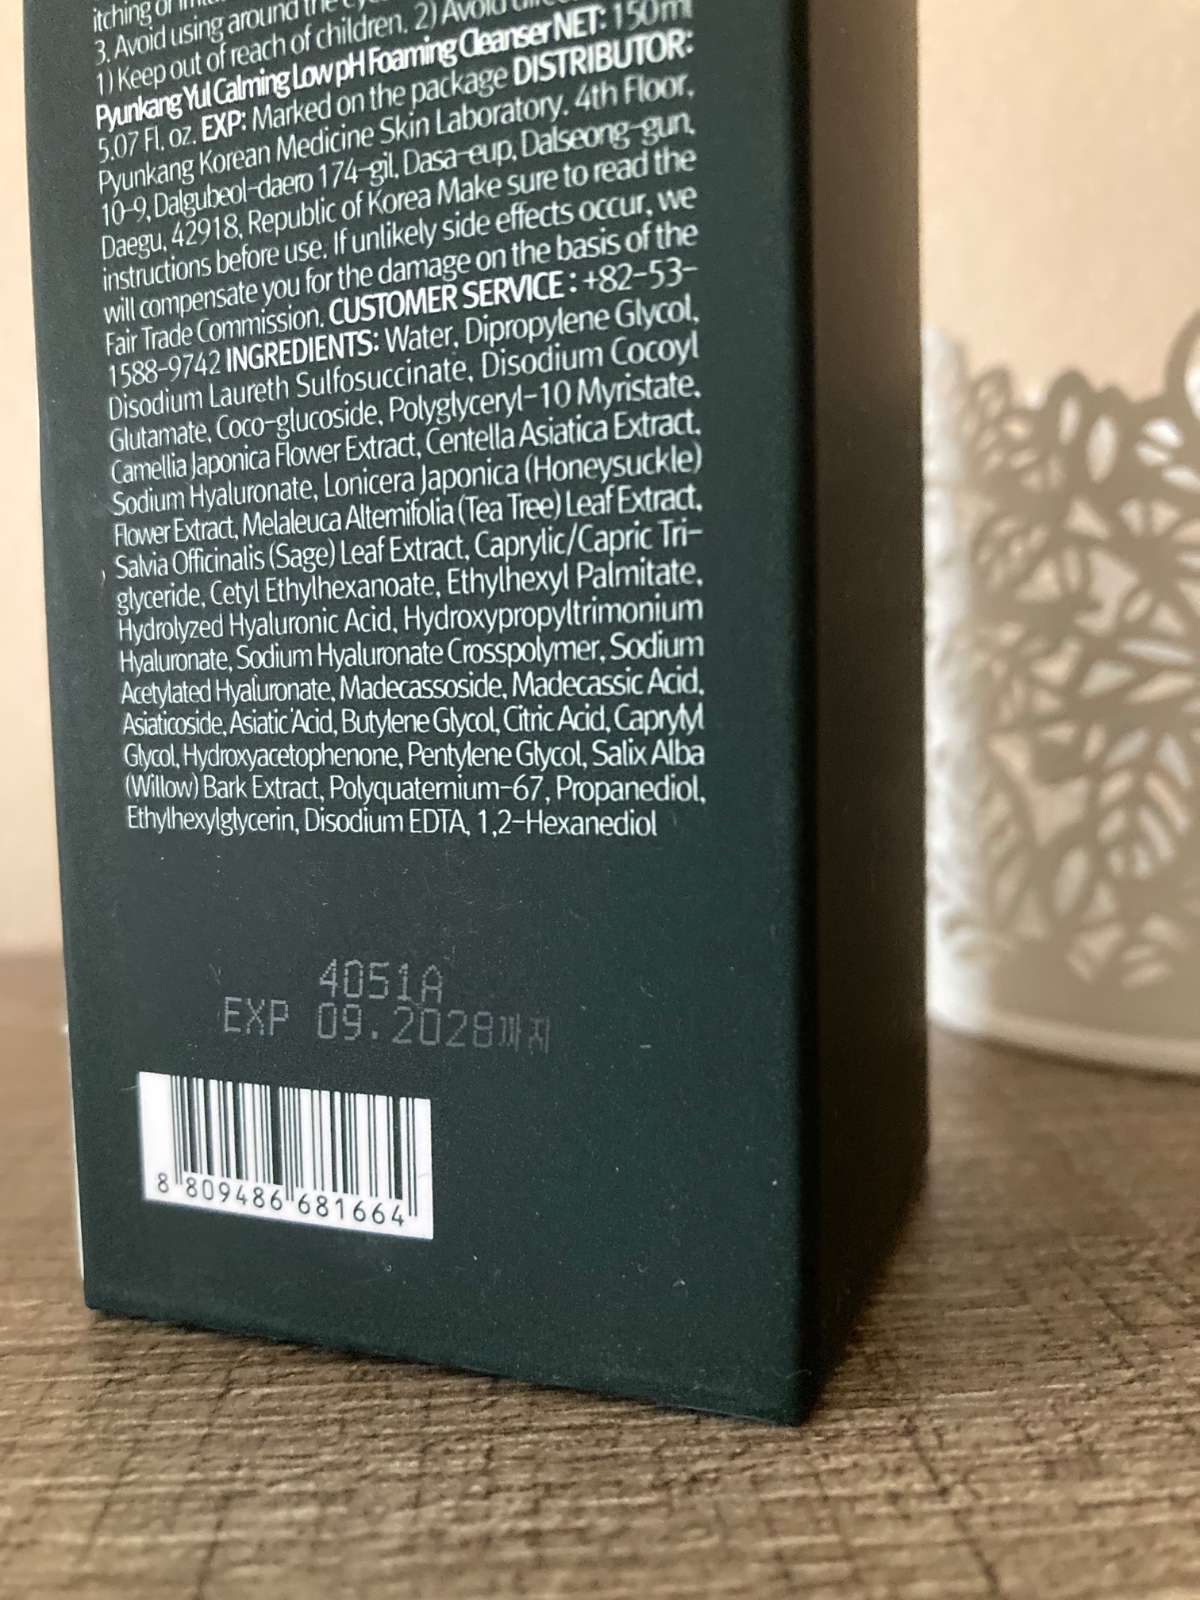 itching or
3. Avoid using around the
1) Keep out of reach of children. 2) Avoid
Pyunkang Yul Calming Low pH Foaming Cleanser NET: 150ml
5.07 Fl. oz. EXP: Marked on the package DISTRIBUTOR:
Pyunkang Korean Medicine Skin Laboratory. 4th Floor,
10-9, Dalgubeol-daero 174-gil, Dasa-eup, Dalseong-gun,
Daegu, 42918, Republic of Korea Make sure to read the
instructions before use. If unlikely side effects occur, we
will compensate you for the damage on the basis of the
Fair Trade Commission. CUSTOMER SERVICE : +82-53-
1588-9742 INGREDIENTS: Water, Dipropylene Glycol,
Disodium Laureth Sulfosuccinate, Disodium Cocoyl
Glutamate, Coco-glucoside, Polyglyceryl-10 Myristate,
Camellia Japonica Flower Extract, Centella Asiatica Extract,
Sodium Hyaluronate, Lonicera Japonica (Honeysuckle)
Flower Extract, Melaleuca Alternifolia (Tea Tree) Leaf Extract,
Salvia Officinalis (Sage) Leaf Extract, Caprylic/Capric Tri-
glyceride, Cetyl Ethylhexanoate, Ethylhexyl Palmitate,
Hydrolyzed Hyaluronic Acid, Hydroxypropyltrimonium
Hyaluronate, Sodium Hyaluronate Crosspolymer, Sodium
Acetylated Hyaluronate, Madecassoside, Madecassic Acid,
Asiaticoside, Asiatic Acid, Butylene Glycol, Citric Acid, Caprylyl
Glycol, Hydroxyacetophenone, Pentylene Glycol, Salix Alba
(Willow) Bark Extract, Polyquaternium-67, Propanediol,
Ethylhexylglycerin, Disodium EDTA, 1,2-Hexanediol
4051A
EXP 09.2028까지
8 809486 681664